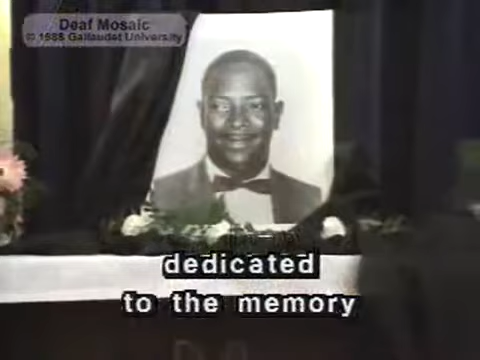 Deaf Mosaic
© 1988 Gallaudet University
dedicated
to the memory